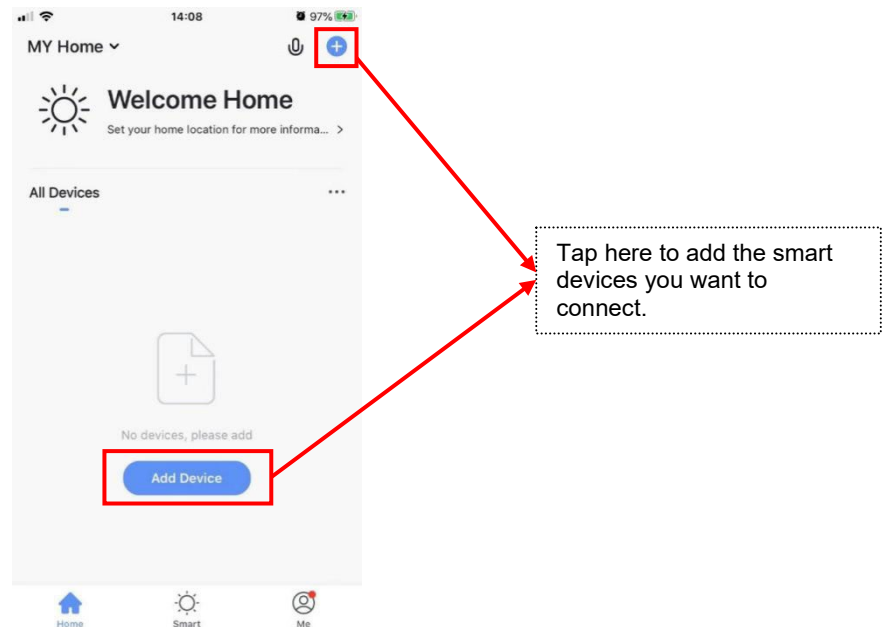 14:08
97%
MY Home
Welcome Home
Set your home location for more informa...
All Devices
Tap here to add the smart
devices you want to
connect.
No devices, please add
Add Device
Home
Smart
Me